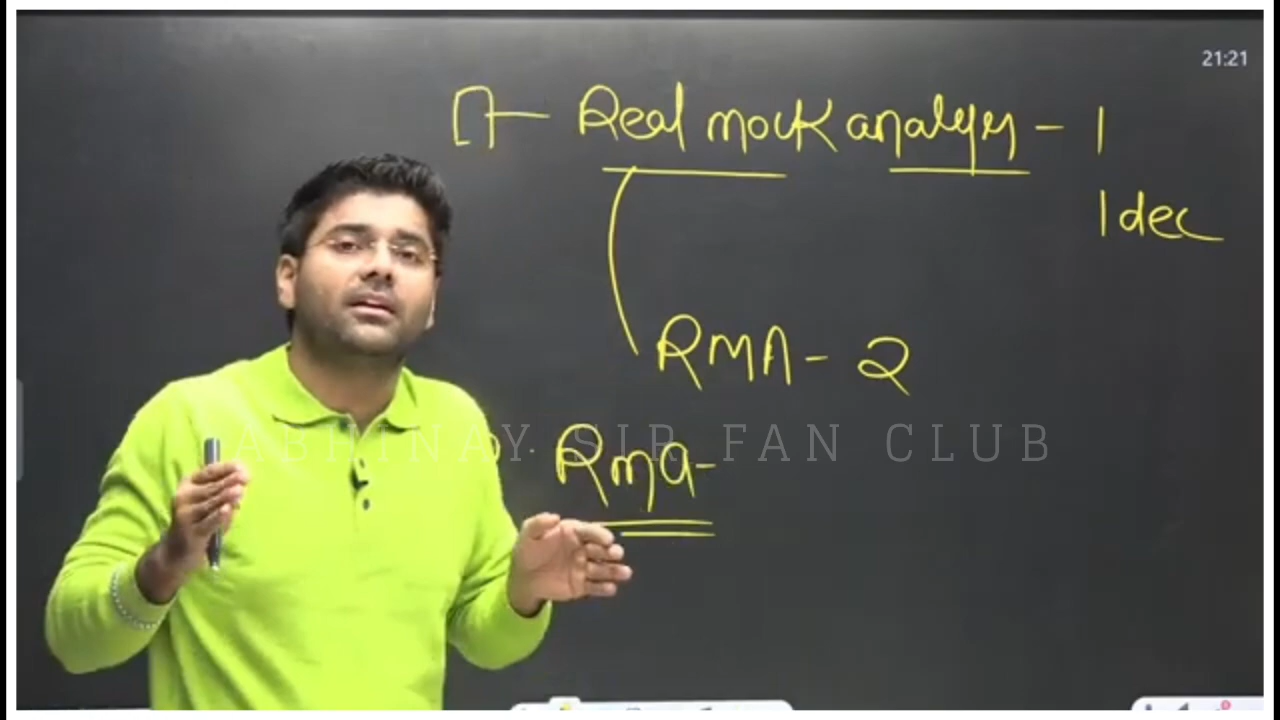 21:21
Real mock analysis - 1
1 dec
RMA - 2
ABHINAY SIR FAN CLUB
RMA-